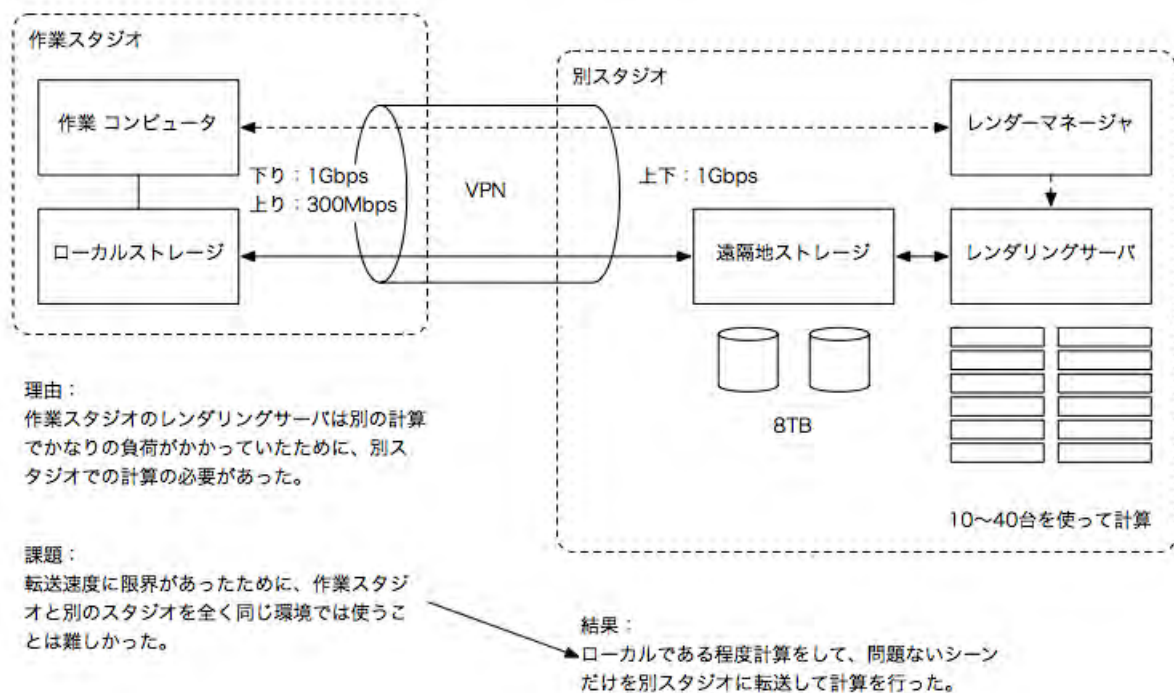 作業スタジオ
作業 コンピュータ
下り：1Gbps
上り：300Mbps
ローカルストレージ
VPN
別スタジオ
レンダーマネージャ
上下：1Gbps
遠隔地ストレージ
レンダリングサーバ
8TB
10〜40台を使って計算
理由：
作業スタジオのレンダリングサーバは別の計算
でかなりの負荷がかかっていたために、別ス
タジオでの計算の必要があった。
課題：
転送速度に限界があったために、作業スタジ
オと別のスタジオを全く同じ環境では使うこ
とは難しかった。
結果：
ローカルである程度計算をして、問題ないシーン
だけを別スタジオに転送して計算を行った。